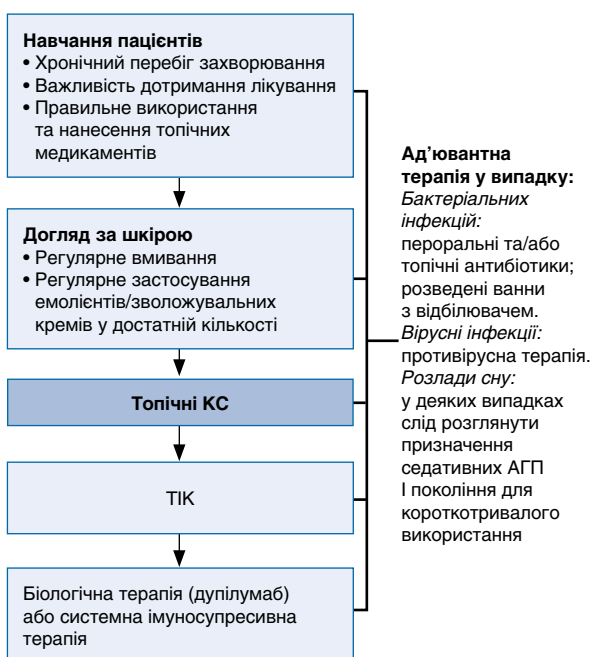 Навчання пацієнтів
• Хронічний перебіг захворювання
• Важливість дотримання лікування
• Правильне використання
та нанесення топічних
медикаментів
Догляд за шкірою
• Регулярне вмивання
• Регулярне застосування
емолієнтів/зволожувальних
кремів у достатній кількості
Топічні КС
ТІК
Біологічна терапія (дупілумаб)
або системна імуносупресивна
терапія
Ад’ювантна
терапія у випадку:
Бактеріальних
інфекцій:
пероральні та/або
топічні антибіотики;
розведені ванни
з відбілювачем.
Вірусні інфекції:
противірусна терапія.
Розлади сну:
у деяких випадках
слід розглянути
призначення
седативних АГП
І покоління для
короткотривалого
використання